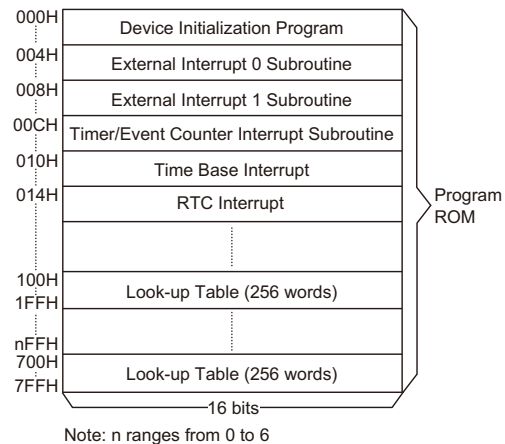 000H
Device Initialization Program
004H
External Interrupt 0 Subroutine
008H
External Interrupt 1 Subroutine
00CH
Timer/Event Counter Interrupt Subroutine
010H
Time Base Interrupt
014H
RTC Interrupt
Program
ROM
100H
Look-up Table (256 words)
1FFH
nFFH
700H
Look-up Table (256 words)
7FFH
16 bits
Note: n ranges from 0 to 6